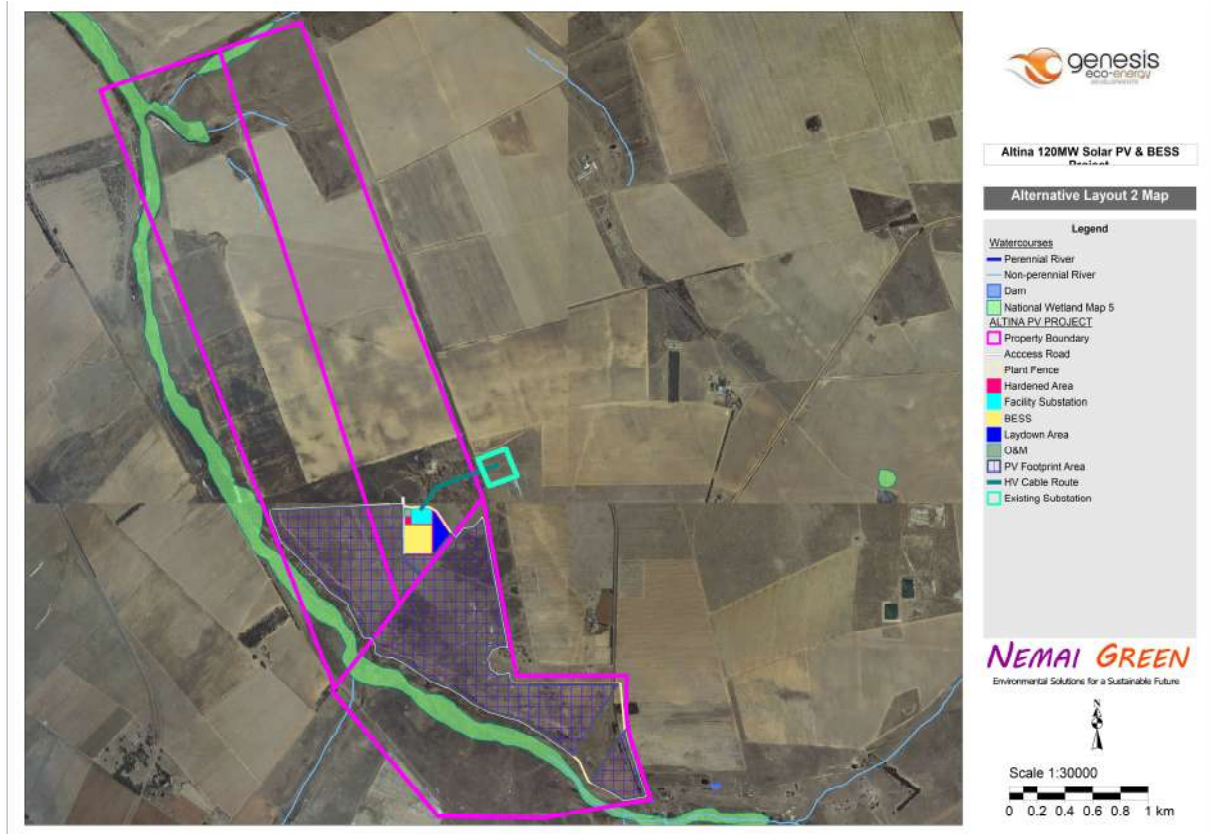 genesis
eco-energy
DEVELOPMENTS
Altina 120MW Solar PV & BESS
Project
Alternative Layout 2 Map
Legend
Watercourses
Perennial River
Non-perennial River
Dam
National Wetland Map 5
ALTINA PV PROJECT
Property Boundary
Acccess Road
Plant Fence
Hardened Area
Facility Substation
BESS
Laydown Area
O&M
PV Footprint Area
HV Cable Route
Existing Substation
NEMAI GREEN
Environmental Solutions for a Sustainable Future
N
Scale 1:30000
0 0.2 0.4 0.6 0.8 1 km